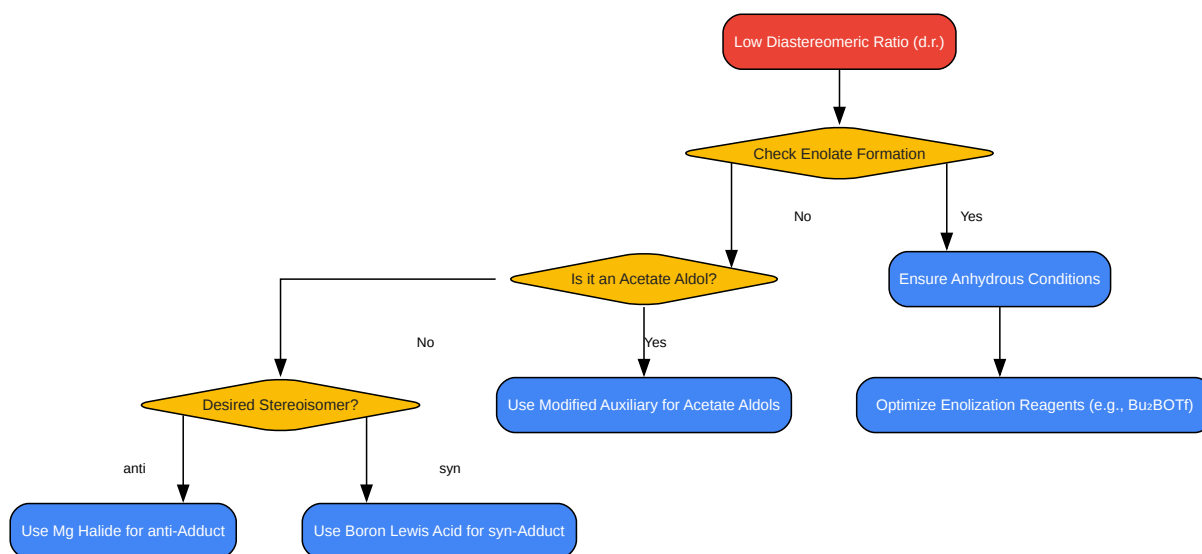 Low Diastereomeric Ratio (d.r.)
Check Enolate Formation
No
Yes
Is it an Acetate Aldol?
Ensure Anhydrous Conditions
No
Yes
Desired Stereoisomer?
Use Modified Auxiliary for Acetate Aldols
Optimize Enolization Reagents (e.g., Bu₂BOTf)
anti
syn
Use Mg Halide for anti-Adduct
Use Boron Lewis Acid for syn-Adduct